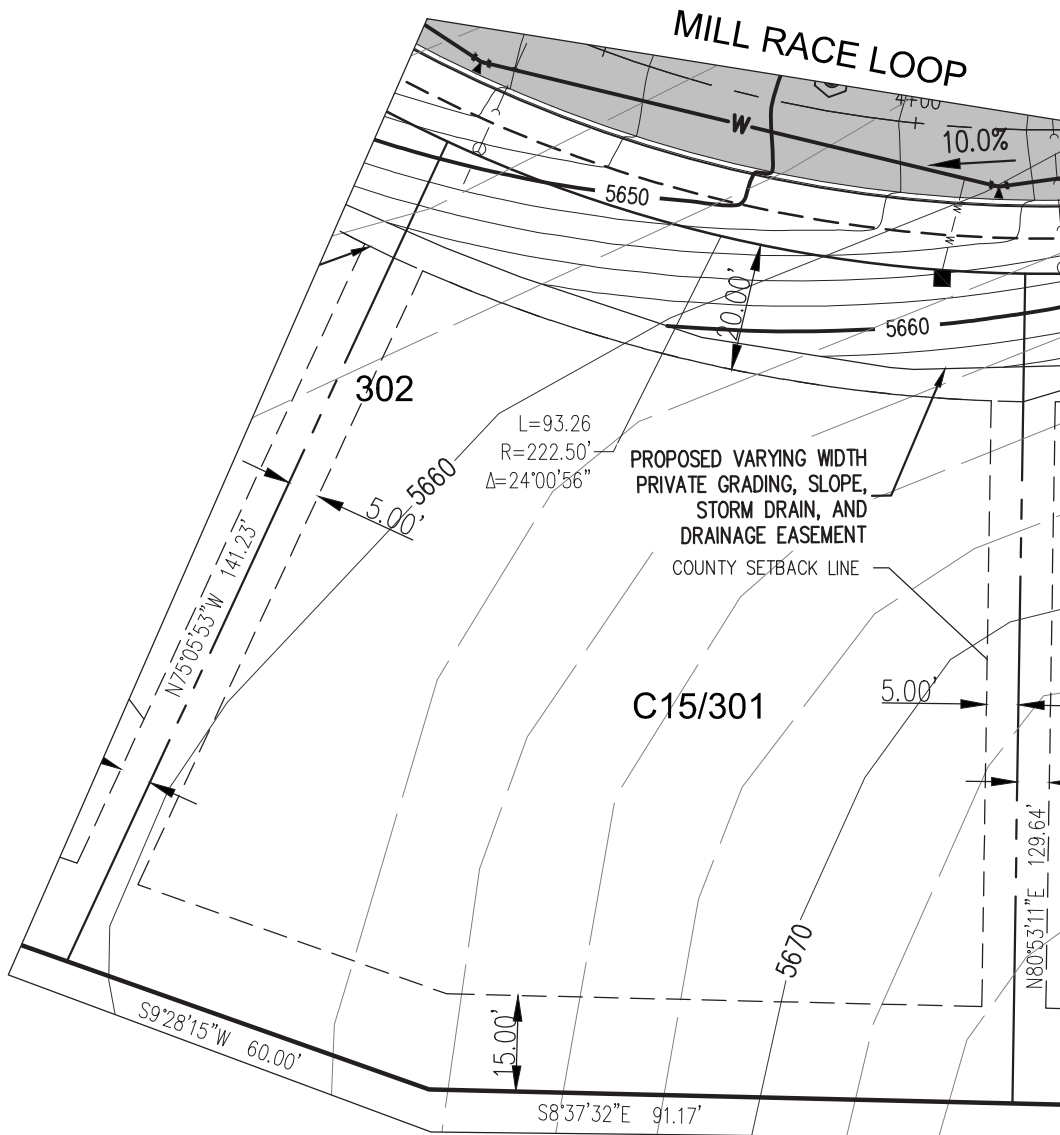 MILL RACE LOOP
4+00
10.0%
W
5650
W
W
20.00'
5660
302
L=93.26
R=222.50'
Δ=24°00'56"
5660
5.00'
PROPOSED VARYING WIDTH
PRIVATE GRADING, SLOPE,
STORM DRAIN, AND
DRAINAGE EASEMENT
COUNTY SETBACK LINE
N75°05'53"W 141.23'
C15/301
5.00'
N80°53'11"E 129.64'
5670
15.00'
S9°28'15"W 60.00'
S8°37'32"E 91.17'